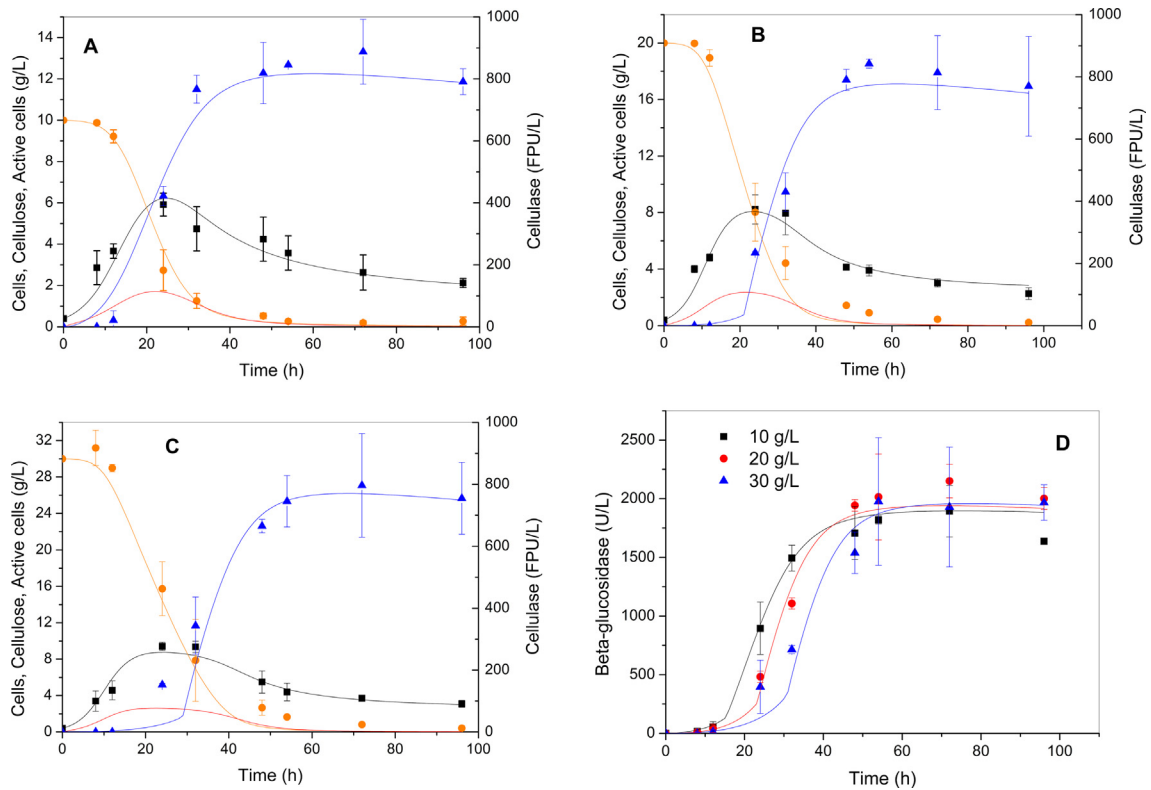 A
Cells, Cellulose, Active cells (g/L)
14
12
10
8
6
4
2
0
1000
800
600
400
200
0
Cellulase (FPU/L)
0 20 40 60 80 100
Time (h)
B
Cells, Cellulose, Active cells (g/L)
20
16
12
8
4
0
1000
800
600
400
200
0
Cellulase (FPU/L)
0 20 40 60 80 100
Time (h)
C
Cells, Cellulose, Active cells (g/L)
32
28
24
20
16
12
8
4
0
1000
800
600
400
200
0
Cellulase (FPU/L)
0 20 40 60 80 100
Time (h)
D
10 g/L
20 g/L
30 g/L
Beta-glucosidase (U/L)
2500
2000
1500
1000
500
0
0 20 40 60 80 100
Time (h)